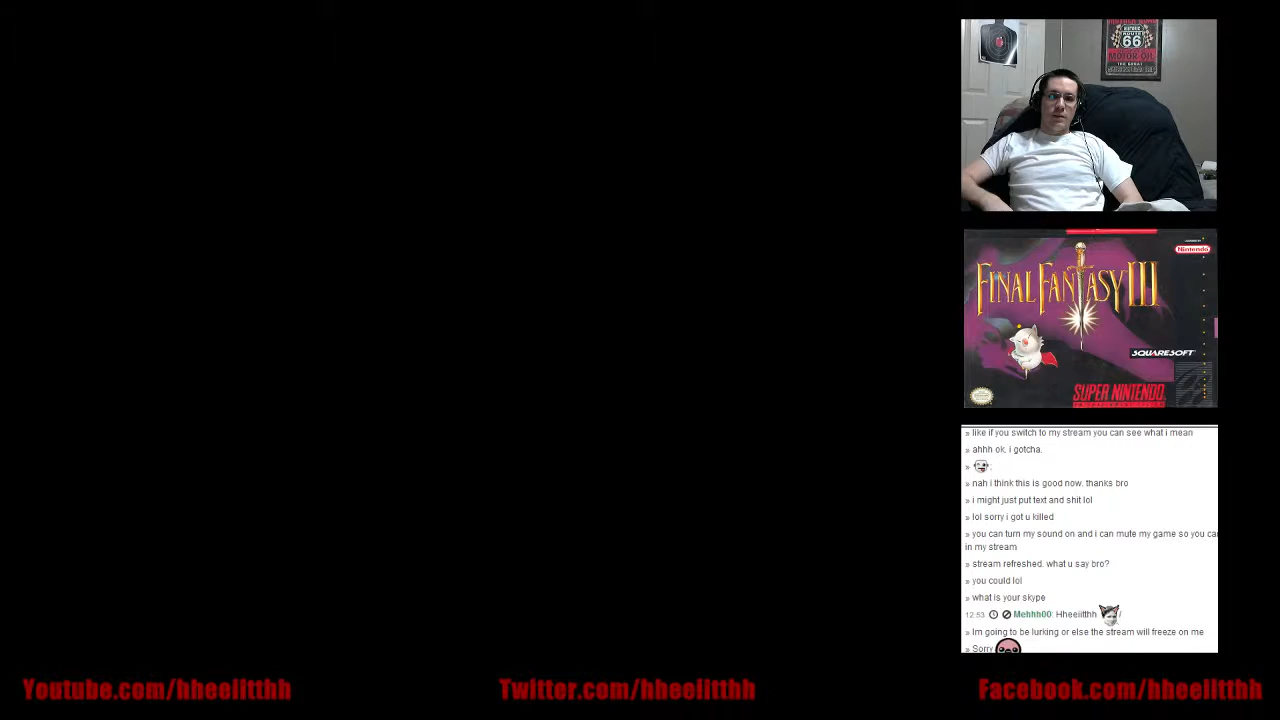 ROUTE
66
MOTOR OIL
Nintendo
FINAL FANTASY III
SQUARESOFT
SUPER NINTENDO
» like if you switch to my stream you can see what i mean
» ahhh ok, i gotcha.
»
» nah i think this is good now. thanks bro
» i might just put text and shit lol
» lol sorry i got u killed
» you can turn my sound on and i can mute my game so you can
in my stream
» stream refreshed. what u say bro?
» you could lol
» what is your skype
12:53 Mehhh00: Hheeiitthh /
» Im going to be lurking or else the stream will freeze on me
» Sorry
Youtube.com/hheeiitthh
Twitter.com/hheeiitthh
Facebook.com/hheeiitthh